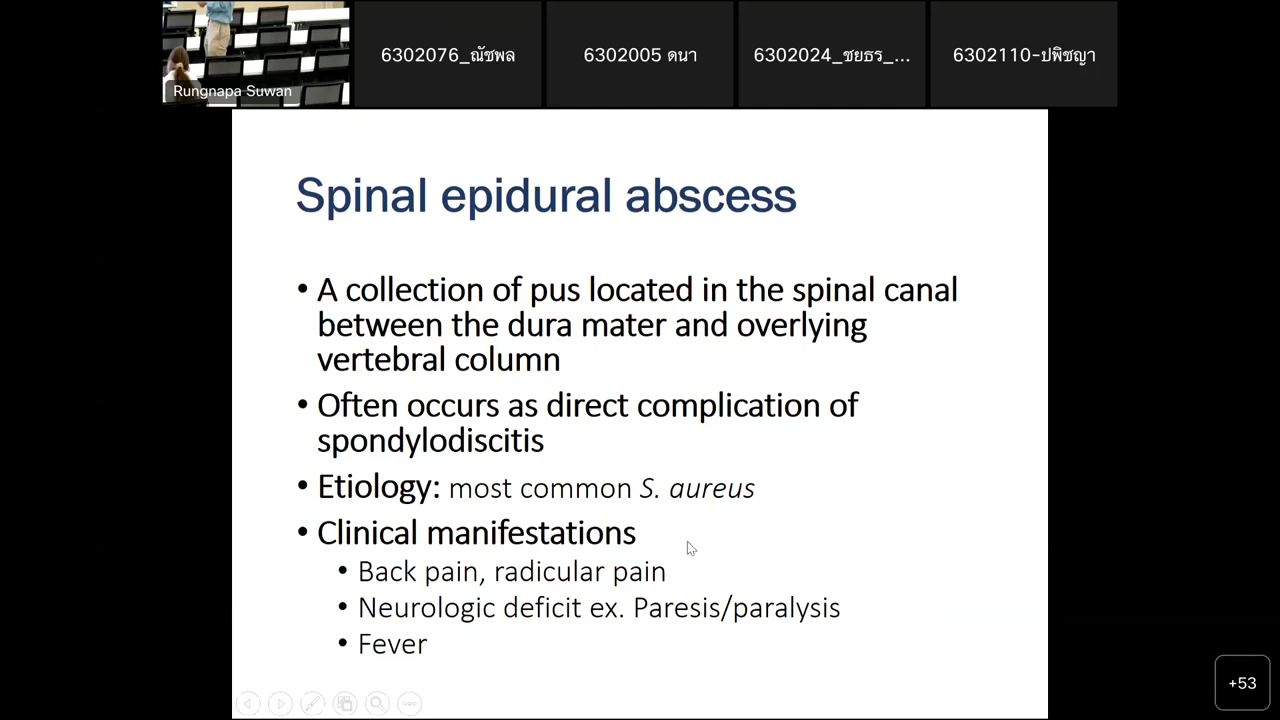 Rungnapa Suwan
6302076_ณัชพล
6302005 ดนา
6302024_ชยธร_...
6302110-ปพิชญา
Spinal epidural abscess
• A collection of pus located in the spinal canal
between the dura mater and overlying
vertebral column
• Often occurs as direct complication of
spondylodiscitis
• Etiology: most common S. aureus
• Clinical manifestations
• Back pain, radicular pain
• Neurologic deficit ex. Paresis/paralysis
• Fever
+53